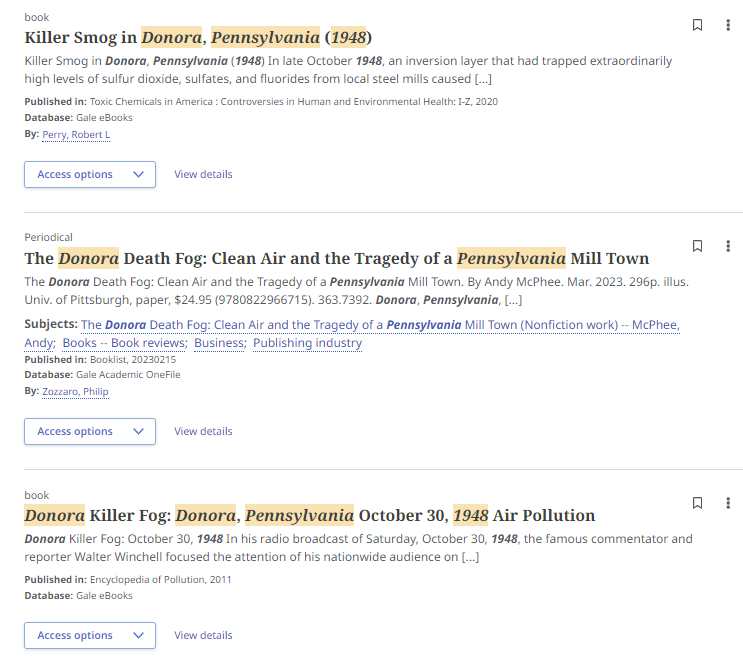 book
Killer Smog in Donora, Pennsylvania (1948)
Killer Smog in Donora, Pennsylvania (1948) In late October 1948, an inversion layer that had trapped extraordinarily
high levels of sulfur dioxide, sulfates, and fluorides from local steel mills caused [...]
Published in: Toxic Chemicals in America : Controversies in Human and Environmental Health: I-Z, 2020
Database: Gale eBooks
By: Perry, Robert L
Access options
View details
Periodical
The Donora Death Fog: Clean Air and the Tragedy of a Pennsylvania Mill Town
The Donora Death Fog: Clean Air and the Tragedy of a Pennsylvania Mill Town. By Andy McPhee. Mar. 2023. 296p. illus.
Univ. of Pittsburgh, paper, $24.95 (9780822966715). 363.7392. Donora, Pennsylvania, [...]
Subjects: The Donora Death Fog: Clean Air and the Tragedy of a Pennsylvania Mill Town (Nonfiction work) -- McPhee,
Andy; Books -- Book reviews; Business; Publishing industry
Published in: Booklist, 20230215
Database: Gale Academic OneFile
By: Zozzaro, Philip
Access options
View details
book
Donora Killer Fog: Donora, Pennsylvania October 30, 1948 Air Pollution
Donora Killer Fog: October 30, 1948 In his radio broadcast of Saturday, October 30, 1948, the famous commentator and
reporter Walter Winchell focused the attention of his nationwide audience on [...]
Published in: Encyclopedia of Pollution, 2011
Database: Gale eBooks
Access options
View details